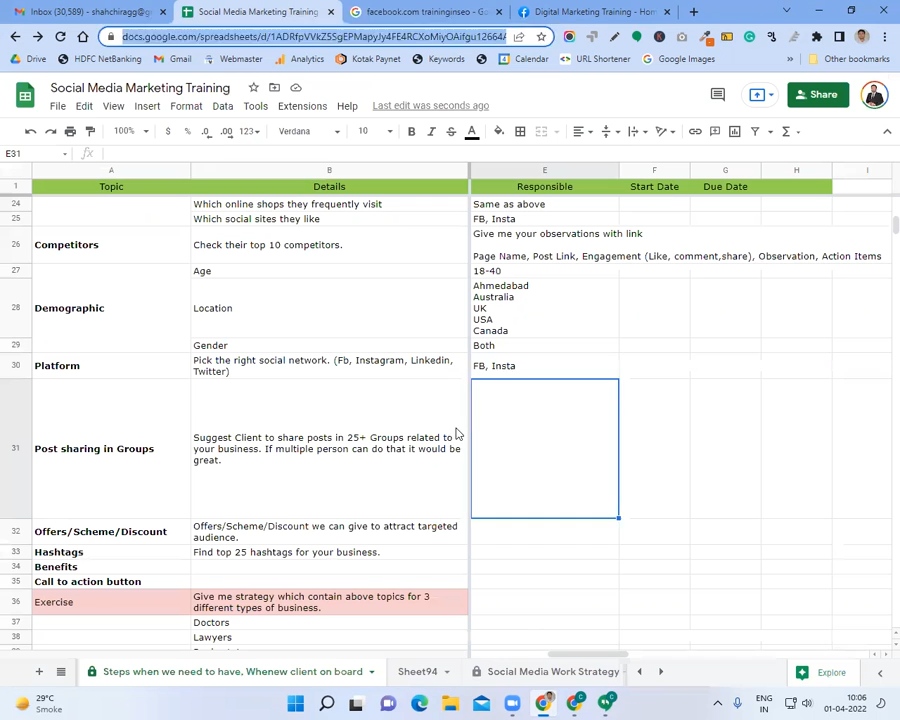 Inbox (30,589) - shahchiragg@g
Social Media Marketing Training
facebook.com traininginseo - G
Digital Marketing Training - Hom
docs.google.com/spreadsheets/d/1ADRfpVVkZ5SgEPMapyJy4FE4RCXoMiyOAifgu12664A
Drive
HDFC NetBanking
Gmail
Webmaster
Analytics
Kotak Paynet
Keywords
Calendar
URL Shortener
Google Images
Other bookmarks
Social Media Marketing Training
File Edit View Insert Format Data Tools Extensions Help Last edit was seconds ago
Share
100% $ % .0 .00 123 Verdana 10 B I S A
E31 fx
A B E F G H I
1 Topic Details Responsible Start Date Due Date
24 Which online shops they frequently visit Same as above
25 Which social sites they like FB, Insta
26 Competitors Check their top 10 competitors. Give me your observations with link
Page Name, Post Link, Engagement (Like, comment,share), Observation, Action Items
27 Age 18-40
28 Demographic Location Ahmedabad
Australia
UK
USA
Canada
29 Gender Both
30 Platform Pick the right social network. (Fb, Instagram, Linkedin,
Twitter) FB, Insta
31 Post sharing in Groups Suggest Client to share posts in 25+ Groups related to
your business. If multiple person can do that it would be
great.
32 Offers/Scheme/Discount Offers/Scheme/Discount we can give to attract targeted
audience.
33 Hashtags Find top 25 hashtags for your business.
34 Benefits
35 Call to action button
36 Exercise Give me strategy which contain above topics for 3
different types of business.
37 Doctors
38 Lawyers
Steps when we need to have, Whenew client on board
Sheet94
Social Media Work Strategy
Explore
29°C
Smoke
ENG
IN
10:06
01-04-2022